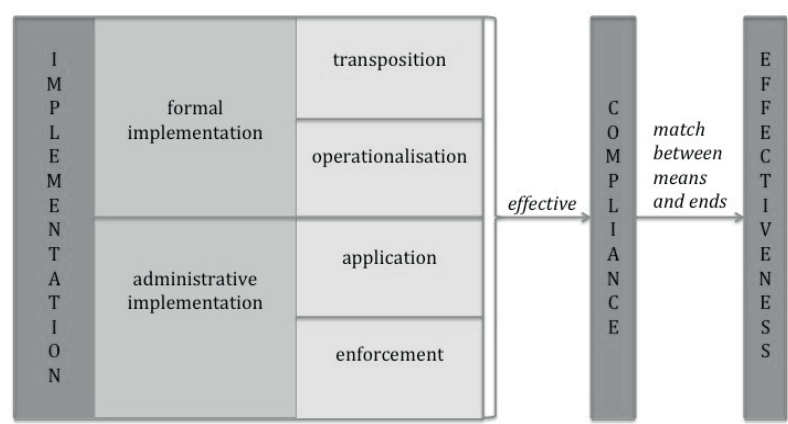 IMPLEMENTATION
formal
implementation
transposition
operationalisation
administrative
implementation
application
enforcement
effective
COMPLIANCE
match
between
means
and ends
EFFECTIVENESS